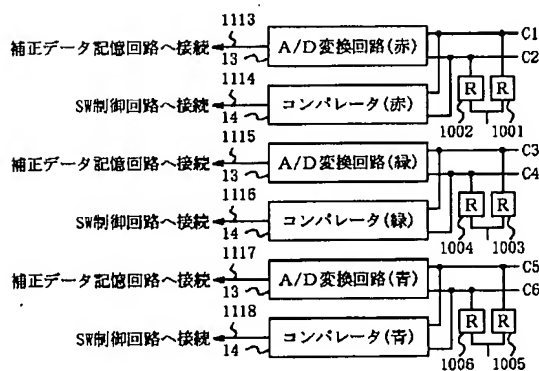 1113
A/D変換回路(赤)
C1
補正データ記憶回路へ接続
13
C2
1114
R
R
SW制御回路へ接続
コンパレータ(赤)
14
1002
1001
1115
A/D変換回路(緑)
C3
補正データ記憶回路へ接続
13
C4
1116
R
R
SW制御回路へ接続
コンパレータ(緑)
14
1004
1003
1117
A/D変換回路(青)
C5
補正データ記憶回路へ接続
13
C6
1118
R
R
SW制御回路へ接続
コンパレータ(青)
14
1006
1005